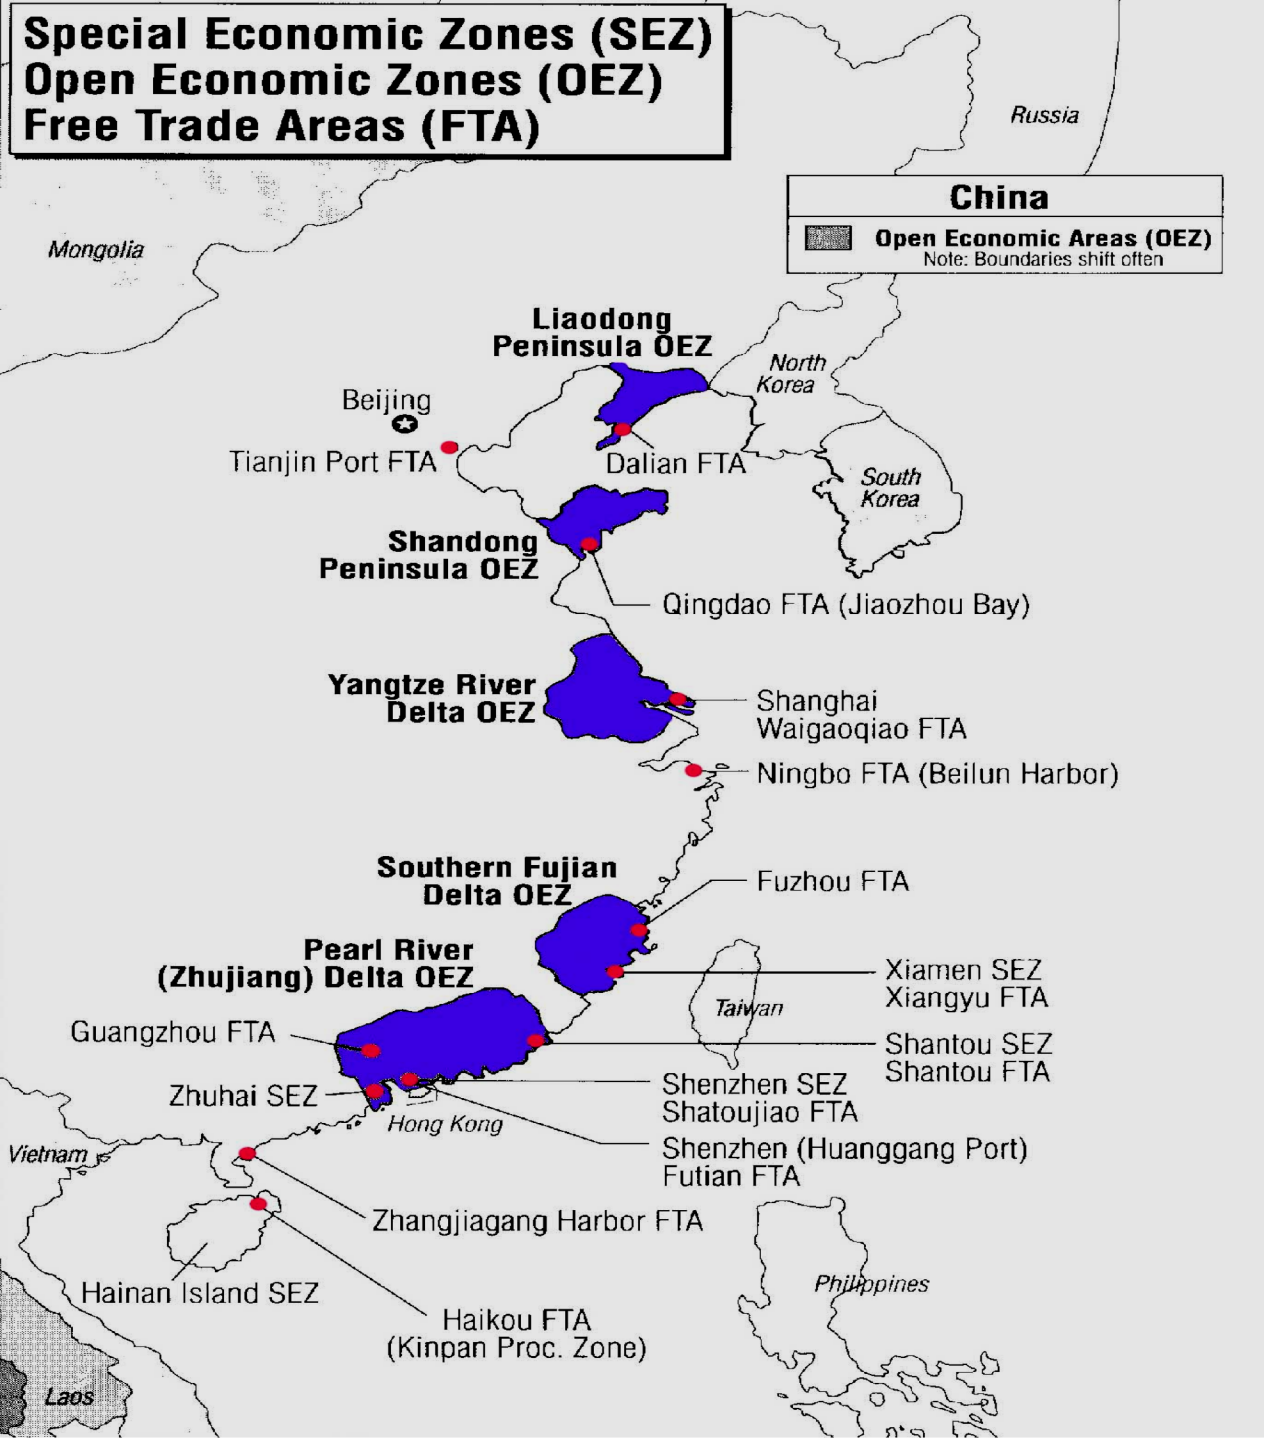 Special Economic Zones (SEZ)
Open Economic Zones (OEZ)
Free Trade Areas (FTA)
Russia
China
Open Economic Areas (OEZ)
Note: Boundaries shift often
Mongolia
Liaodong
Peninsula OEZ
North
Korea
Beijing
Tianjin Port FTA
Dalian FTA
South
Korea
Shandong
Peninsula OEZ
Qingdao FTA (Jiaozhou Bay)
Yangtze River
Delta OEZ
Shanghai
Waigaoqiao FTA
Ningbo FTA (Beilun Harbor)
Southern Fujian
Delta OEZ
Fuzhou FTA
Pearl River
(Zhujiang) Delta OEZ
Xiamen SEZ
Xiangyu FTA
Taiwan
Guangzhou FTA
Shantou SEZ
Shantou FTA
Zhuhai SEZ
Shenzhen SEZ
Shatoujiao FTA
Hong Kong
Shenzhen (Huanggang Port)
Futian FTA
Vietnam
Zhangjiagang Harbor FTA
Hainan Island SEZ
Philippines
Haikou FTA
(Kinpan Proc. Zone)
Laos